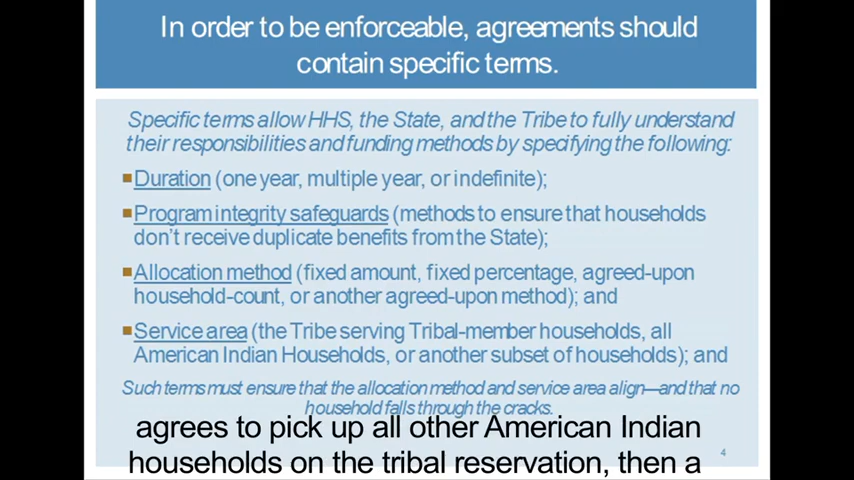 In order to be enforceable, agreements should
contain specific terms.
Specific terms allow HHS, the State, and the Tribe to fully understand
their responsibilities and funding methods by specifying the following:
■Duration (one year, multiple year, or indefinite);
■Program integrity safeguards (methods to ensure that households
don't receive duplicate benefits from the State);
■Allocation method (fixed amount, fixed percentage, agreed-upon
household-count, or another agreed-upon method); and
■Service area (the Tribe serving Tribal-member households, all
American Indian Households, or another subset of households); and
Such terms must ensure that the allocation method and service area align—and that no
household falls through the cracks.
agrees to pick up all other American Indian
households on the tribal reservation, then a
4